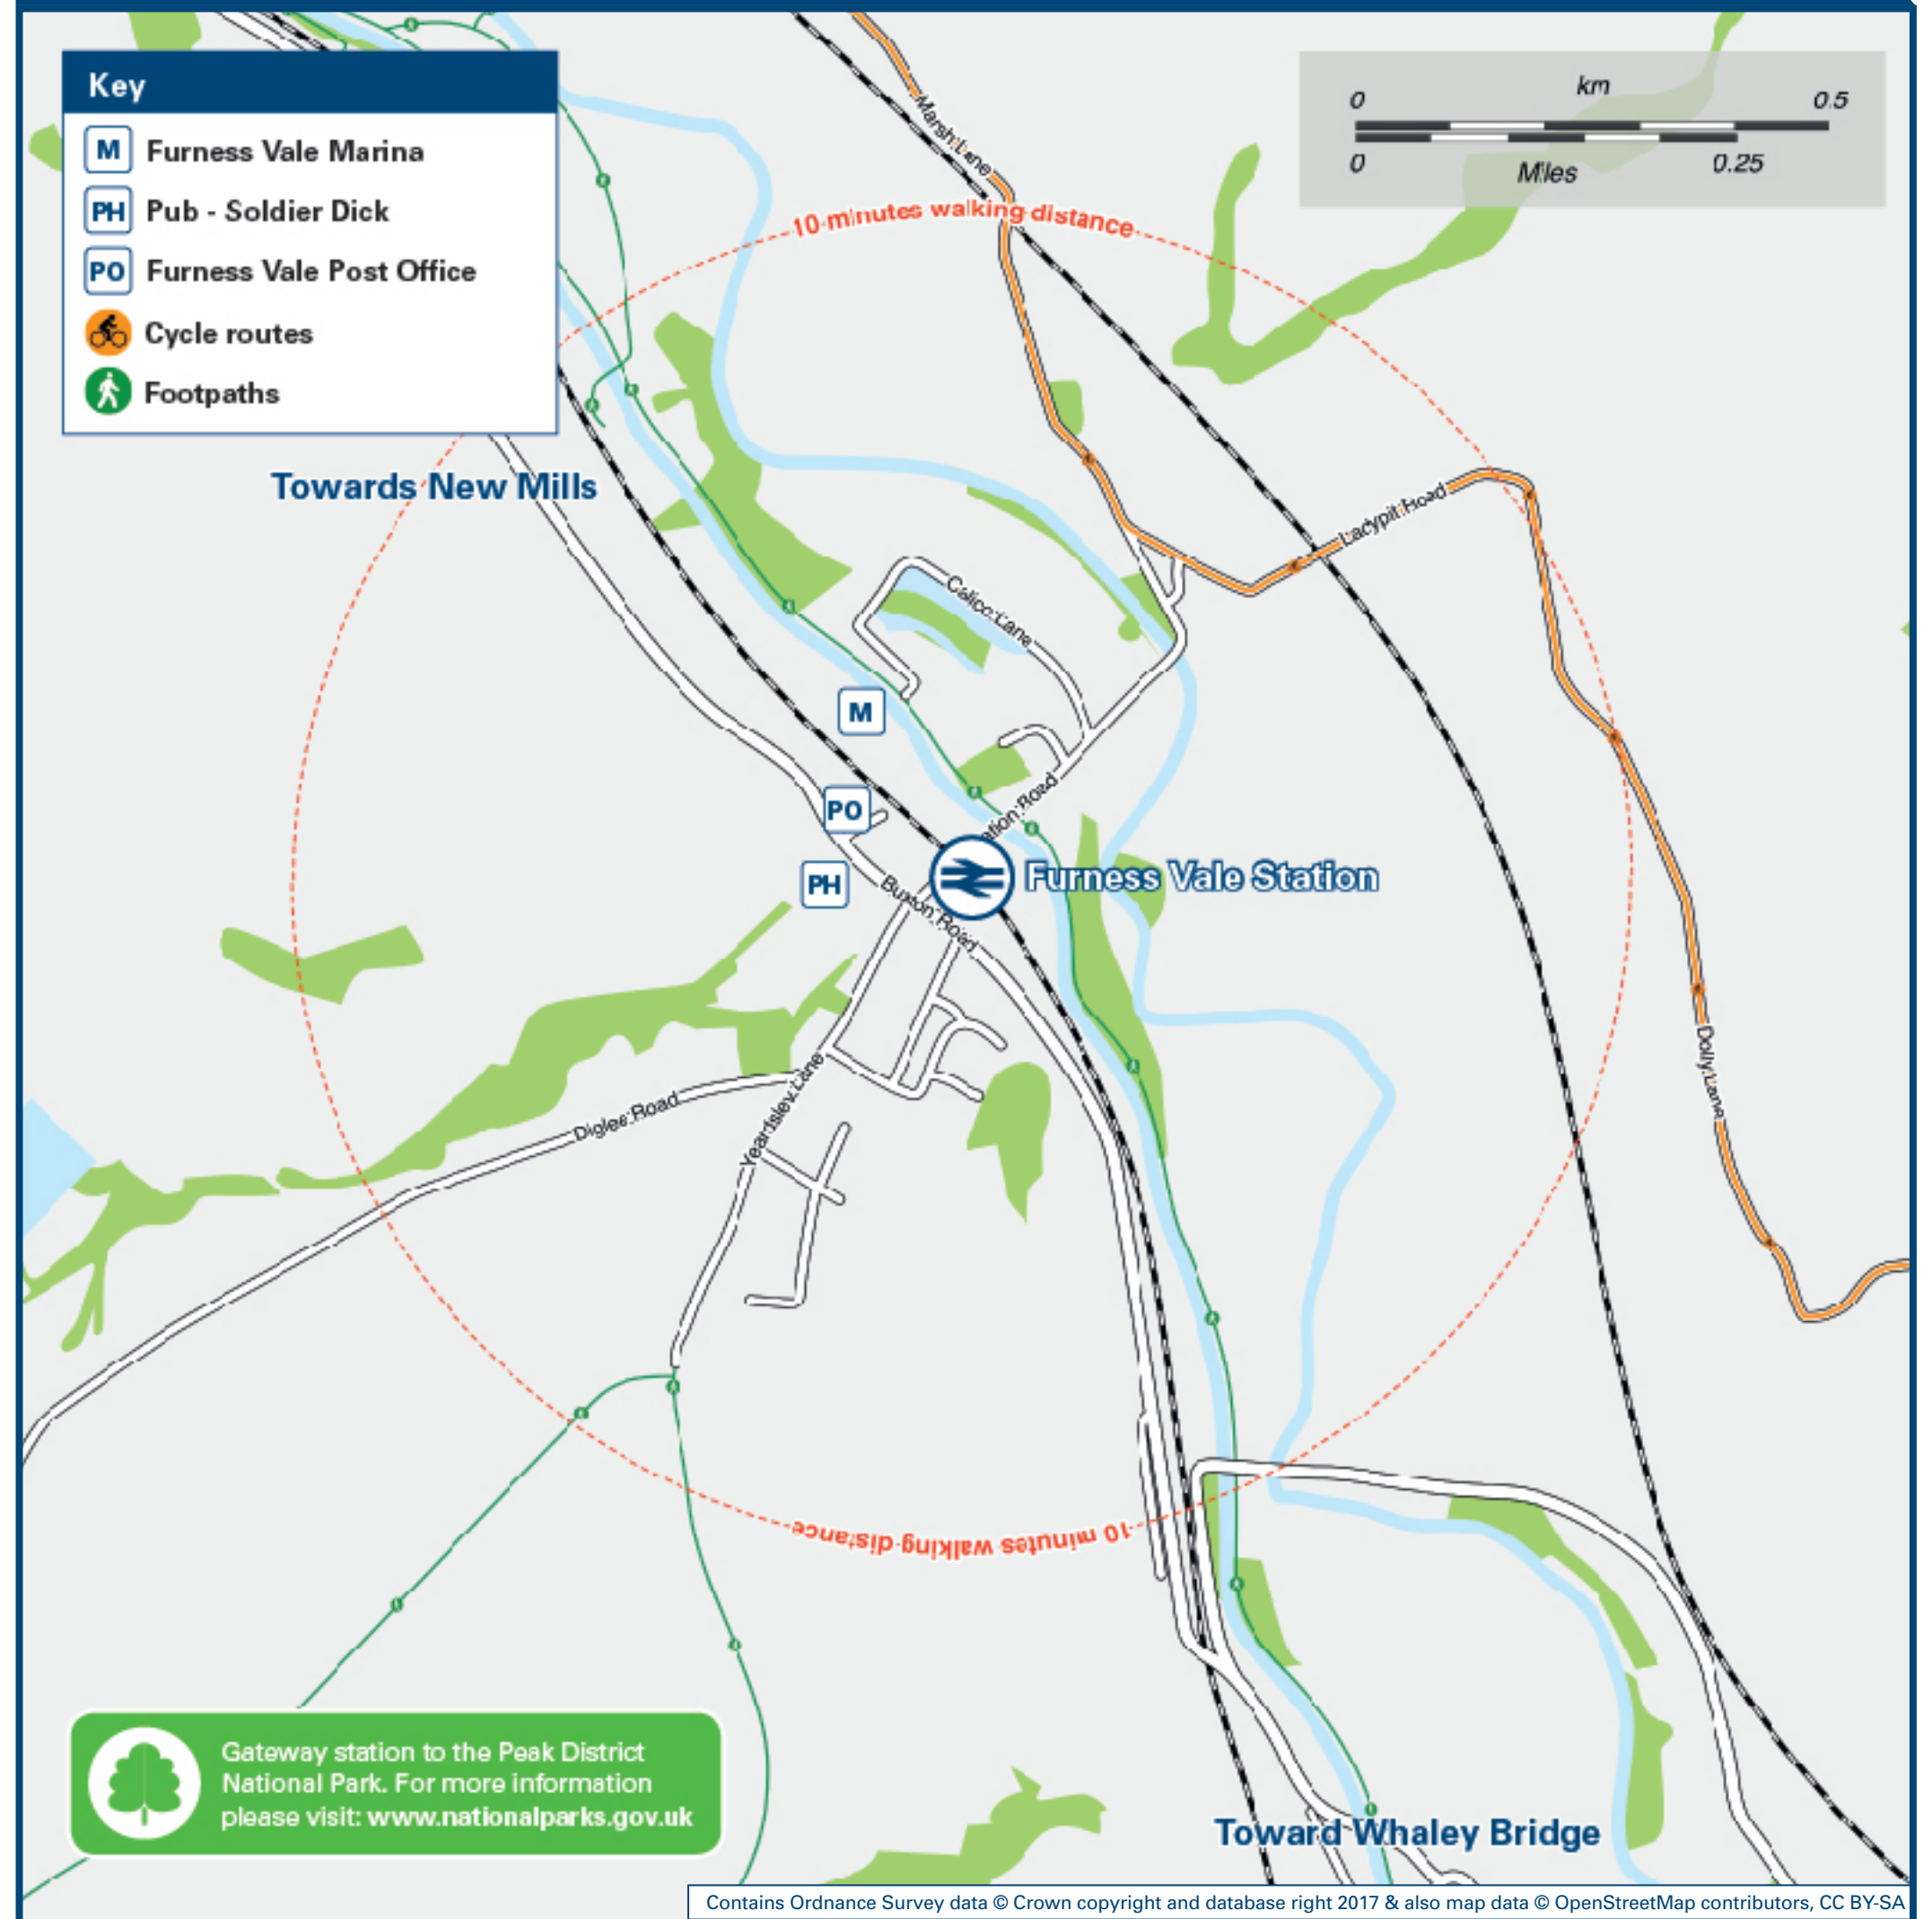 Key
M Furness Vale Marina
PH Pub - Soldier Dick
PO Furness Vale Post Office
Cycle routes
Footpaths
km
0 0.5
0 0.25
Miles
Marsh Lane
10 minutes walking distance
Towards New Mills
Ladypit Road
Calico Lane
M
ation Road
PO
PH
Furness Vale Station
Buxton Road
Dolly Lane
Yeardsley Lane
Diglee Road
10 minutes walking distance
Gateway station to the Peak District
National Park. For more information
please visit: www.nationalparks.gov.uk
Toward Whaley Bridge
Contains Ordnance Survey data © Crown copyright and database right 2017 & also map data © OpenStreetMap contributors, CC BY-SA